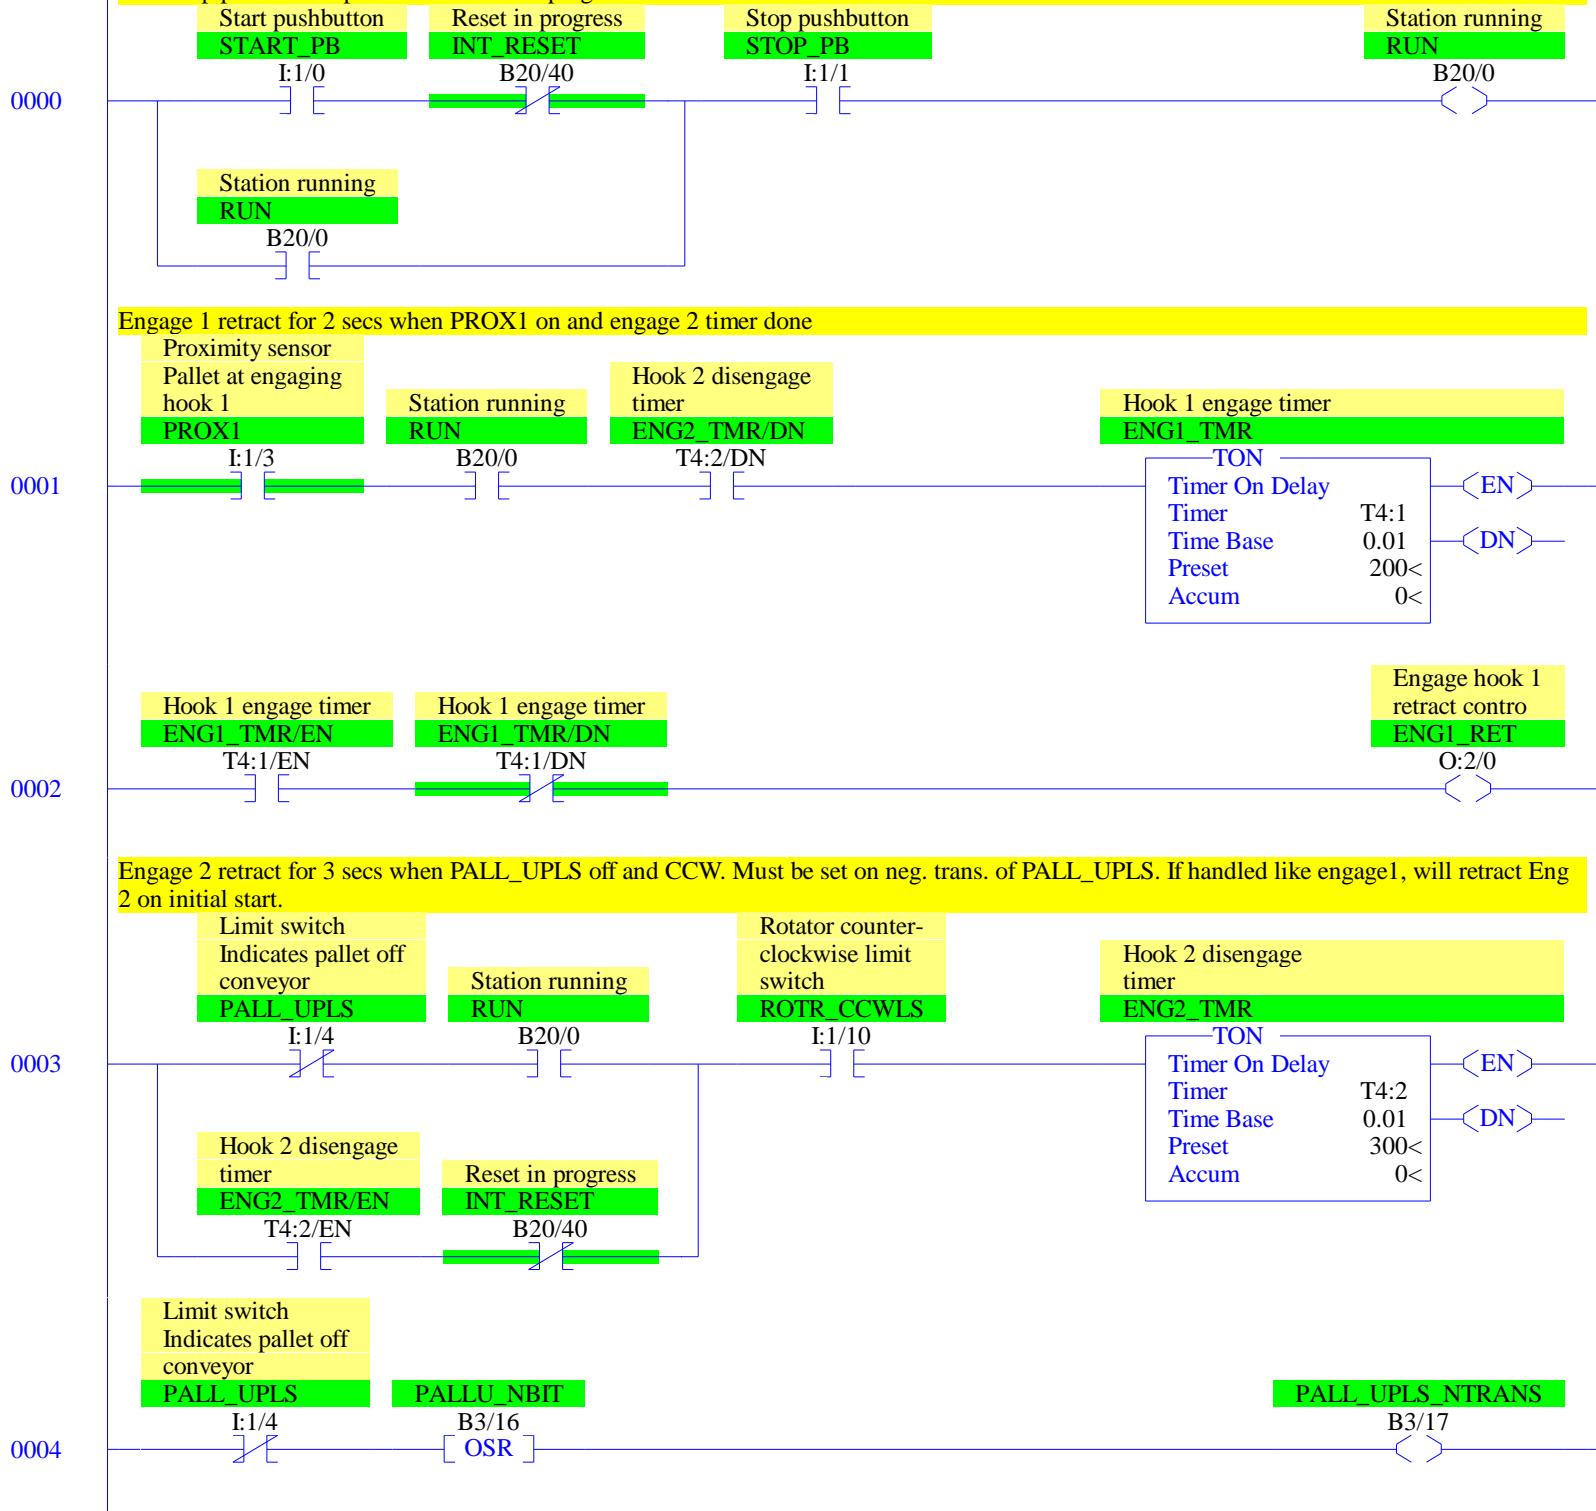 Start pushbutton Reset in progress Stop pushbutton Station running
START_PB INT_RESET STOP_PB RUN
I:1/0 B20/40 I:1/1 B20/0
0000
Station running
RUN
B20/0
Engage 1 retract for 2 secs when PROX1 on and engage 2 timer done
Proximity sensor
Pallet at engaging Hook 2 disengage
hook 1 Station running timer Hook 1 engage timer
PROX1 RUN ENG2_TMR/DN ENG1_TMR
I:1/3 B20/0 T4:2/DN TON
0001 Timer On Delay EN
Timer T4:1
Time Base 0.01 DN
Preset 200<
Accum 0<
Engage hook 1
Hook 1 engage timer Hook 1 engage timer retract contro
ENG1_TMR/EN ENG1_TMR/DN ENG1_RET
T4:1/EN T4:1/DN O:2/0
0002
Engage 2 retract for 3 secs when PALL_UPLS off and CCW. Must be set on neg. trans. of PALL_UPLS. If handled like engage1, will retract Eng
2 on initial start.
Limit switch Rotator counter-
Indicates pallet off clockwise limit Hook 2 disengage
conveyor Station running switch timer
PALL_UPLS RUN ROTR_CCWLS ENG2_TMR
I:1/4 B20/0 I:1/10 TON
0003 Timer On Delay EN
Timer T4:2
Time Base 0.01 DN
Preset 300<
Accum 0<
Hook 2 disengage
timer Reset in progress
ENG2_TMR/EN INT_RESET
T4:2/EN B20/40
Limit switch
Indicates pallet off
conveyor
PALL_UPLS PALLU_NBIT PALL_UPLS_NTRANS
I:1/4 B3/16 B3/17
0004 OSR